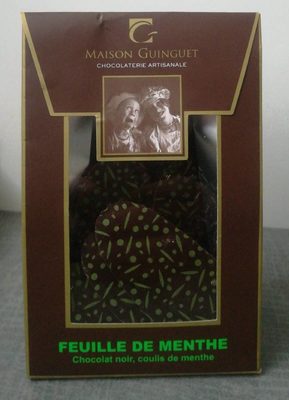 G
MAISON GUINGUET
CHOCOLATERIE ARTISANALE
FEUILLE DE MENTHE
Chocolat noir, coulis de menthe